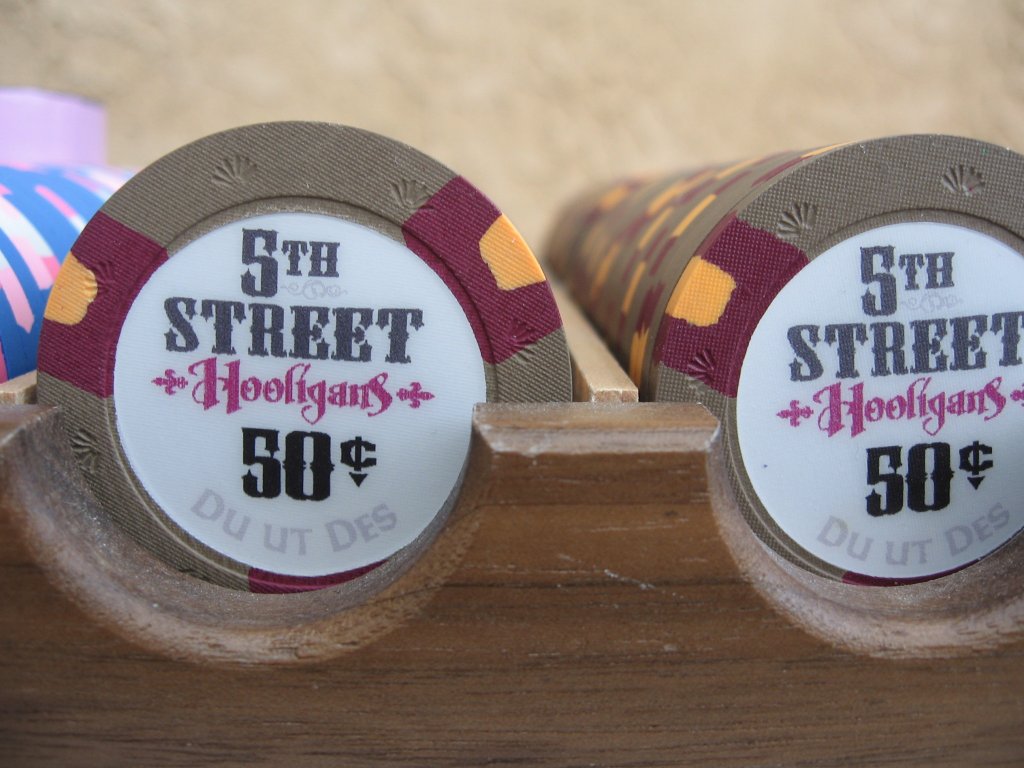 5TH
STREET
Hooligans
50¢
DU UT DES
5TH
STREET
Hooligans
50¢
DU UT DES